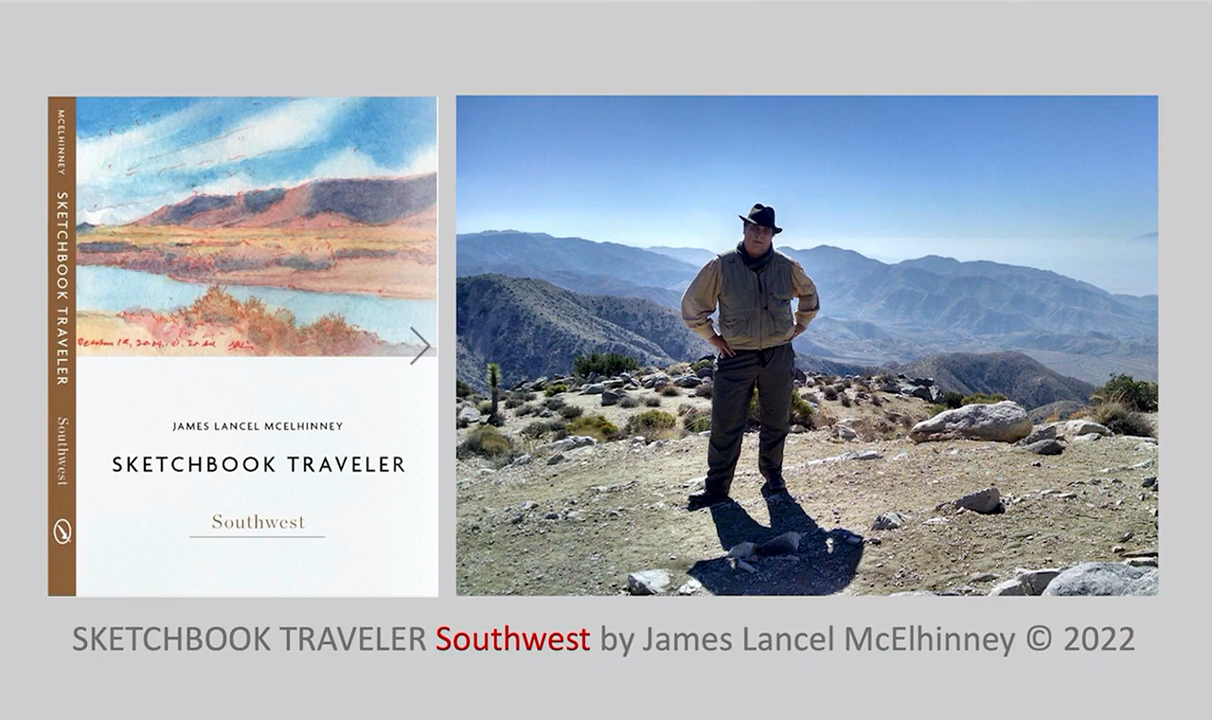 MCELHINNEY SKETCHBOOK TRAVELER Southwest
JAMES LANCEL MCELHINNEY
SKETCHBOOK TRAVELER
Southwest
SKETCHBOOK TRAVELER Southwest by James Lancel McElhinney © 2022